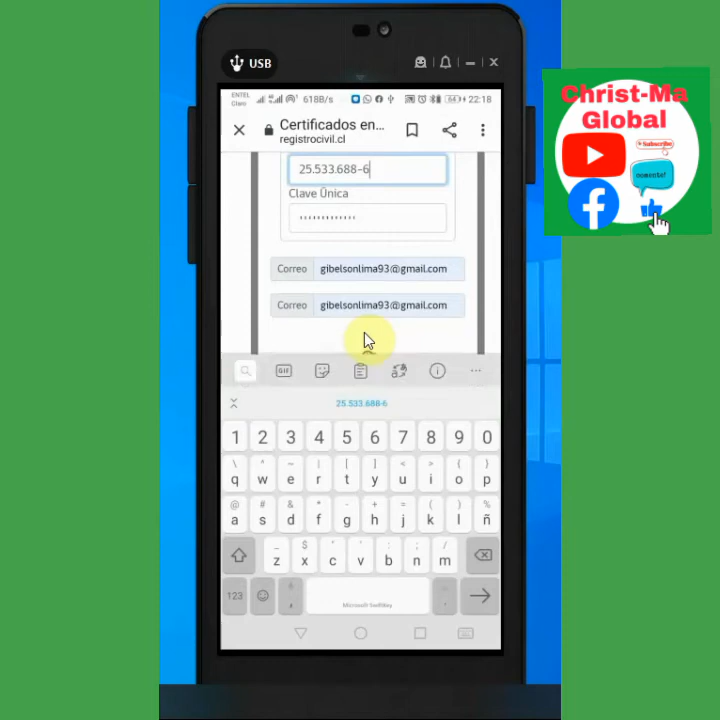 USB
ENTEL
Claro
618B/s
64
22:18
Certificados en...
registrocivil.cl
25.533.688-6
Clave Única
Correo gibelsonlima93@gmail.com
Correo gibelsonlima93@gmail.com
GIF
25.533.688-6
1 2 3 4 5 6 7 8 9 0
\ ^ ~ | [ ] < > { }
q w e r t y u i o p
@ # & * - + = ( ) %
a s d f g h j k l ñ
_ $ " ' : ; /
z x c v b n m
123
Microsoft SwiftKey
Christ-Ma
Global
Subscribe